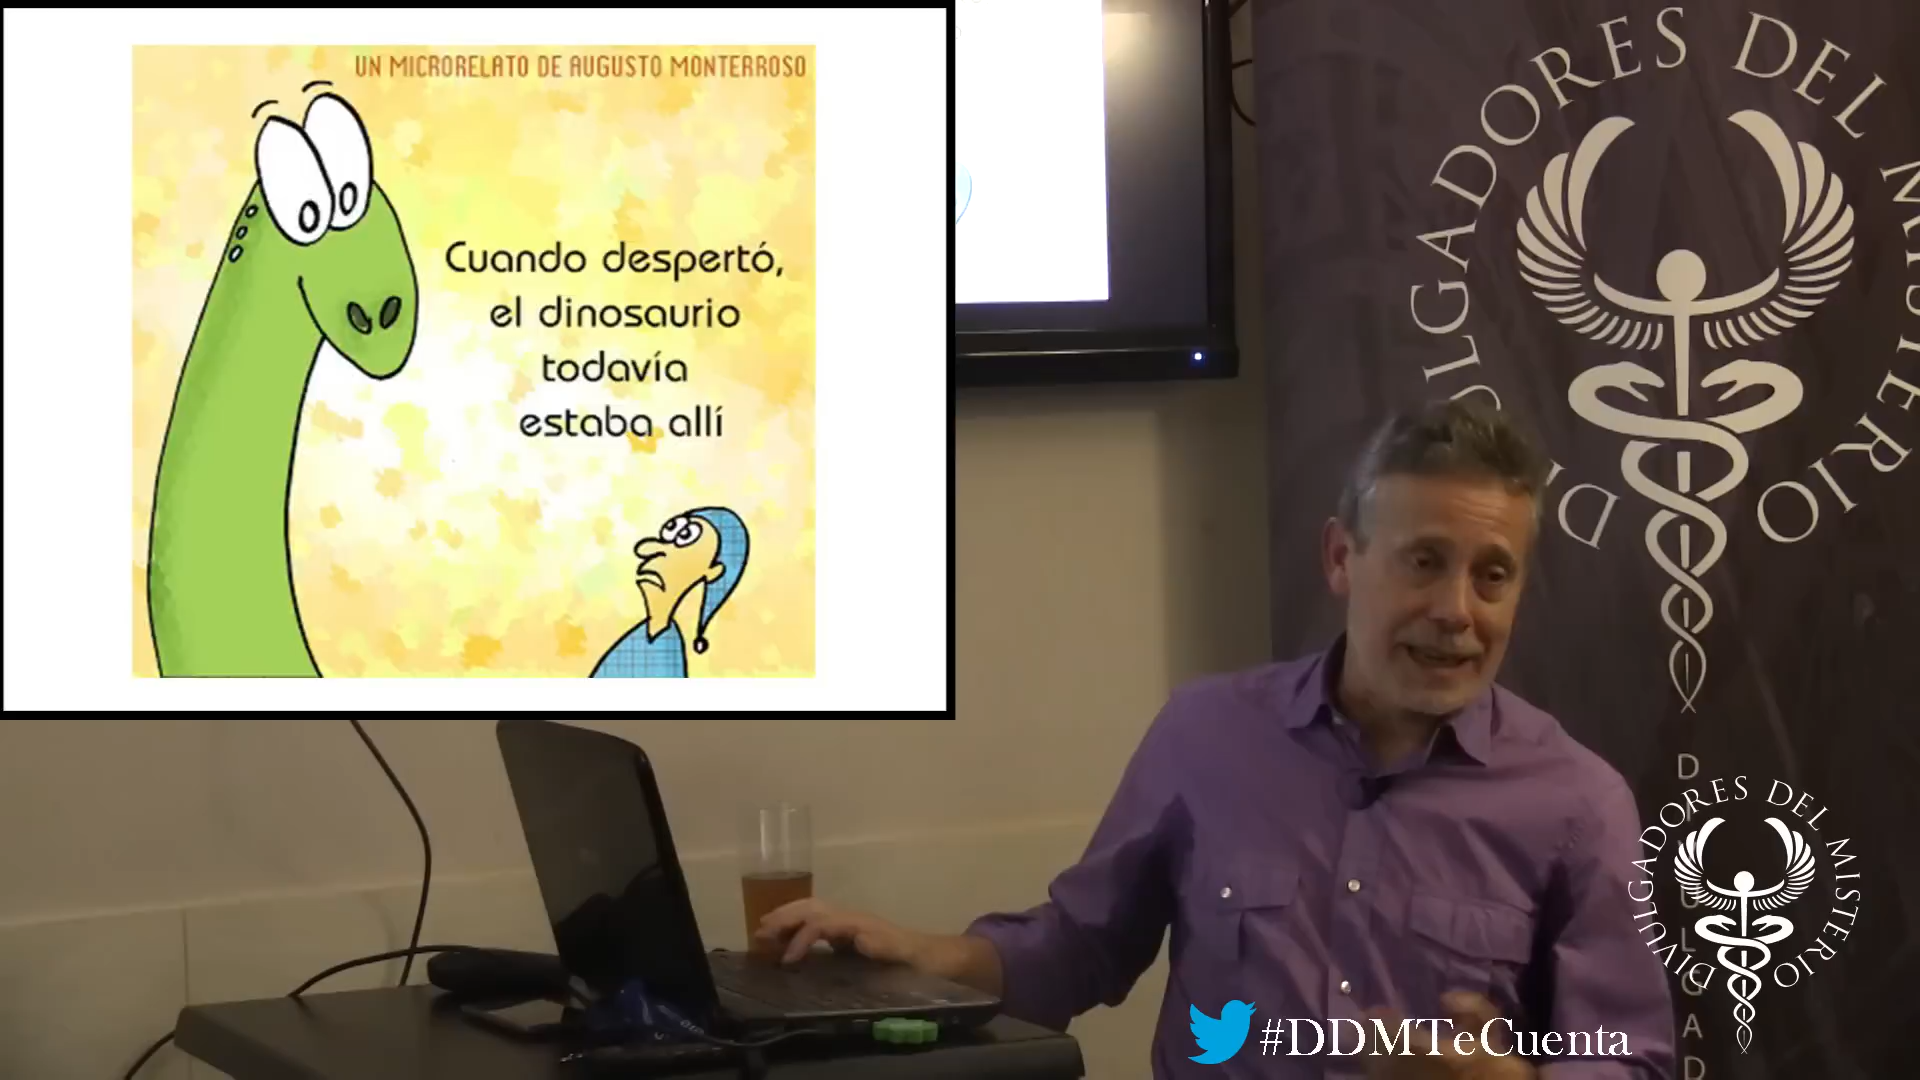 UN MICRORELATO DE AUGUSTO MONTERROSO
Cuando despertó,
el dinosaurio
todavía
estaba allí
DIVULGADORES DEL MISTERIO
DIVULGADORES DEL MISTERIO
#DDMTeCuenta